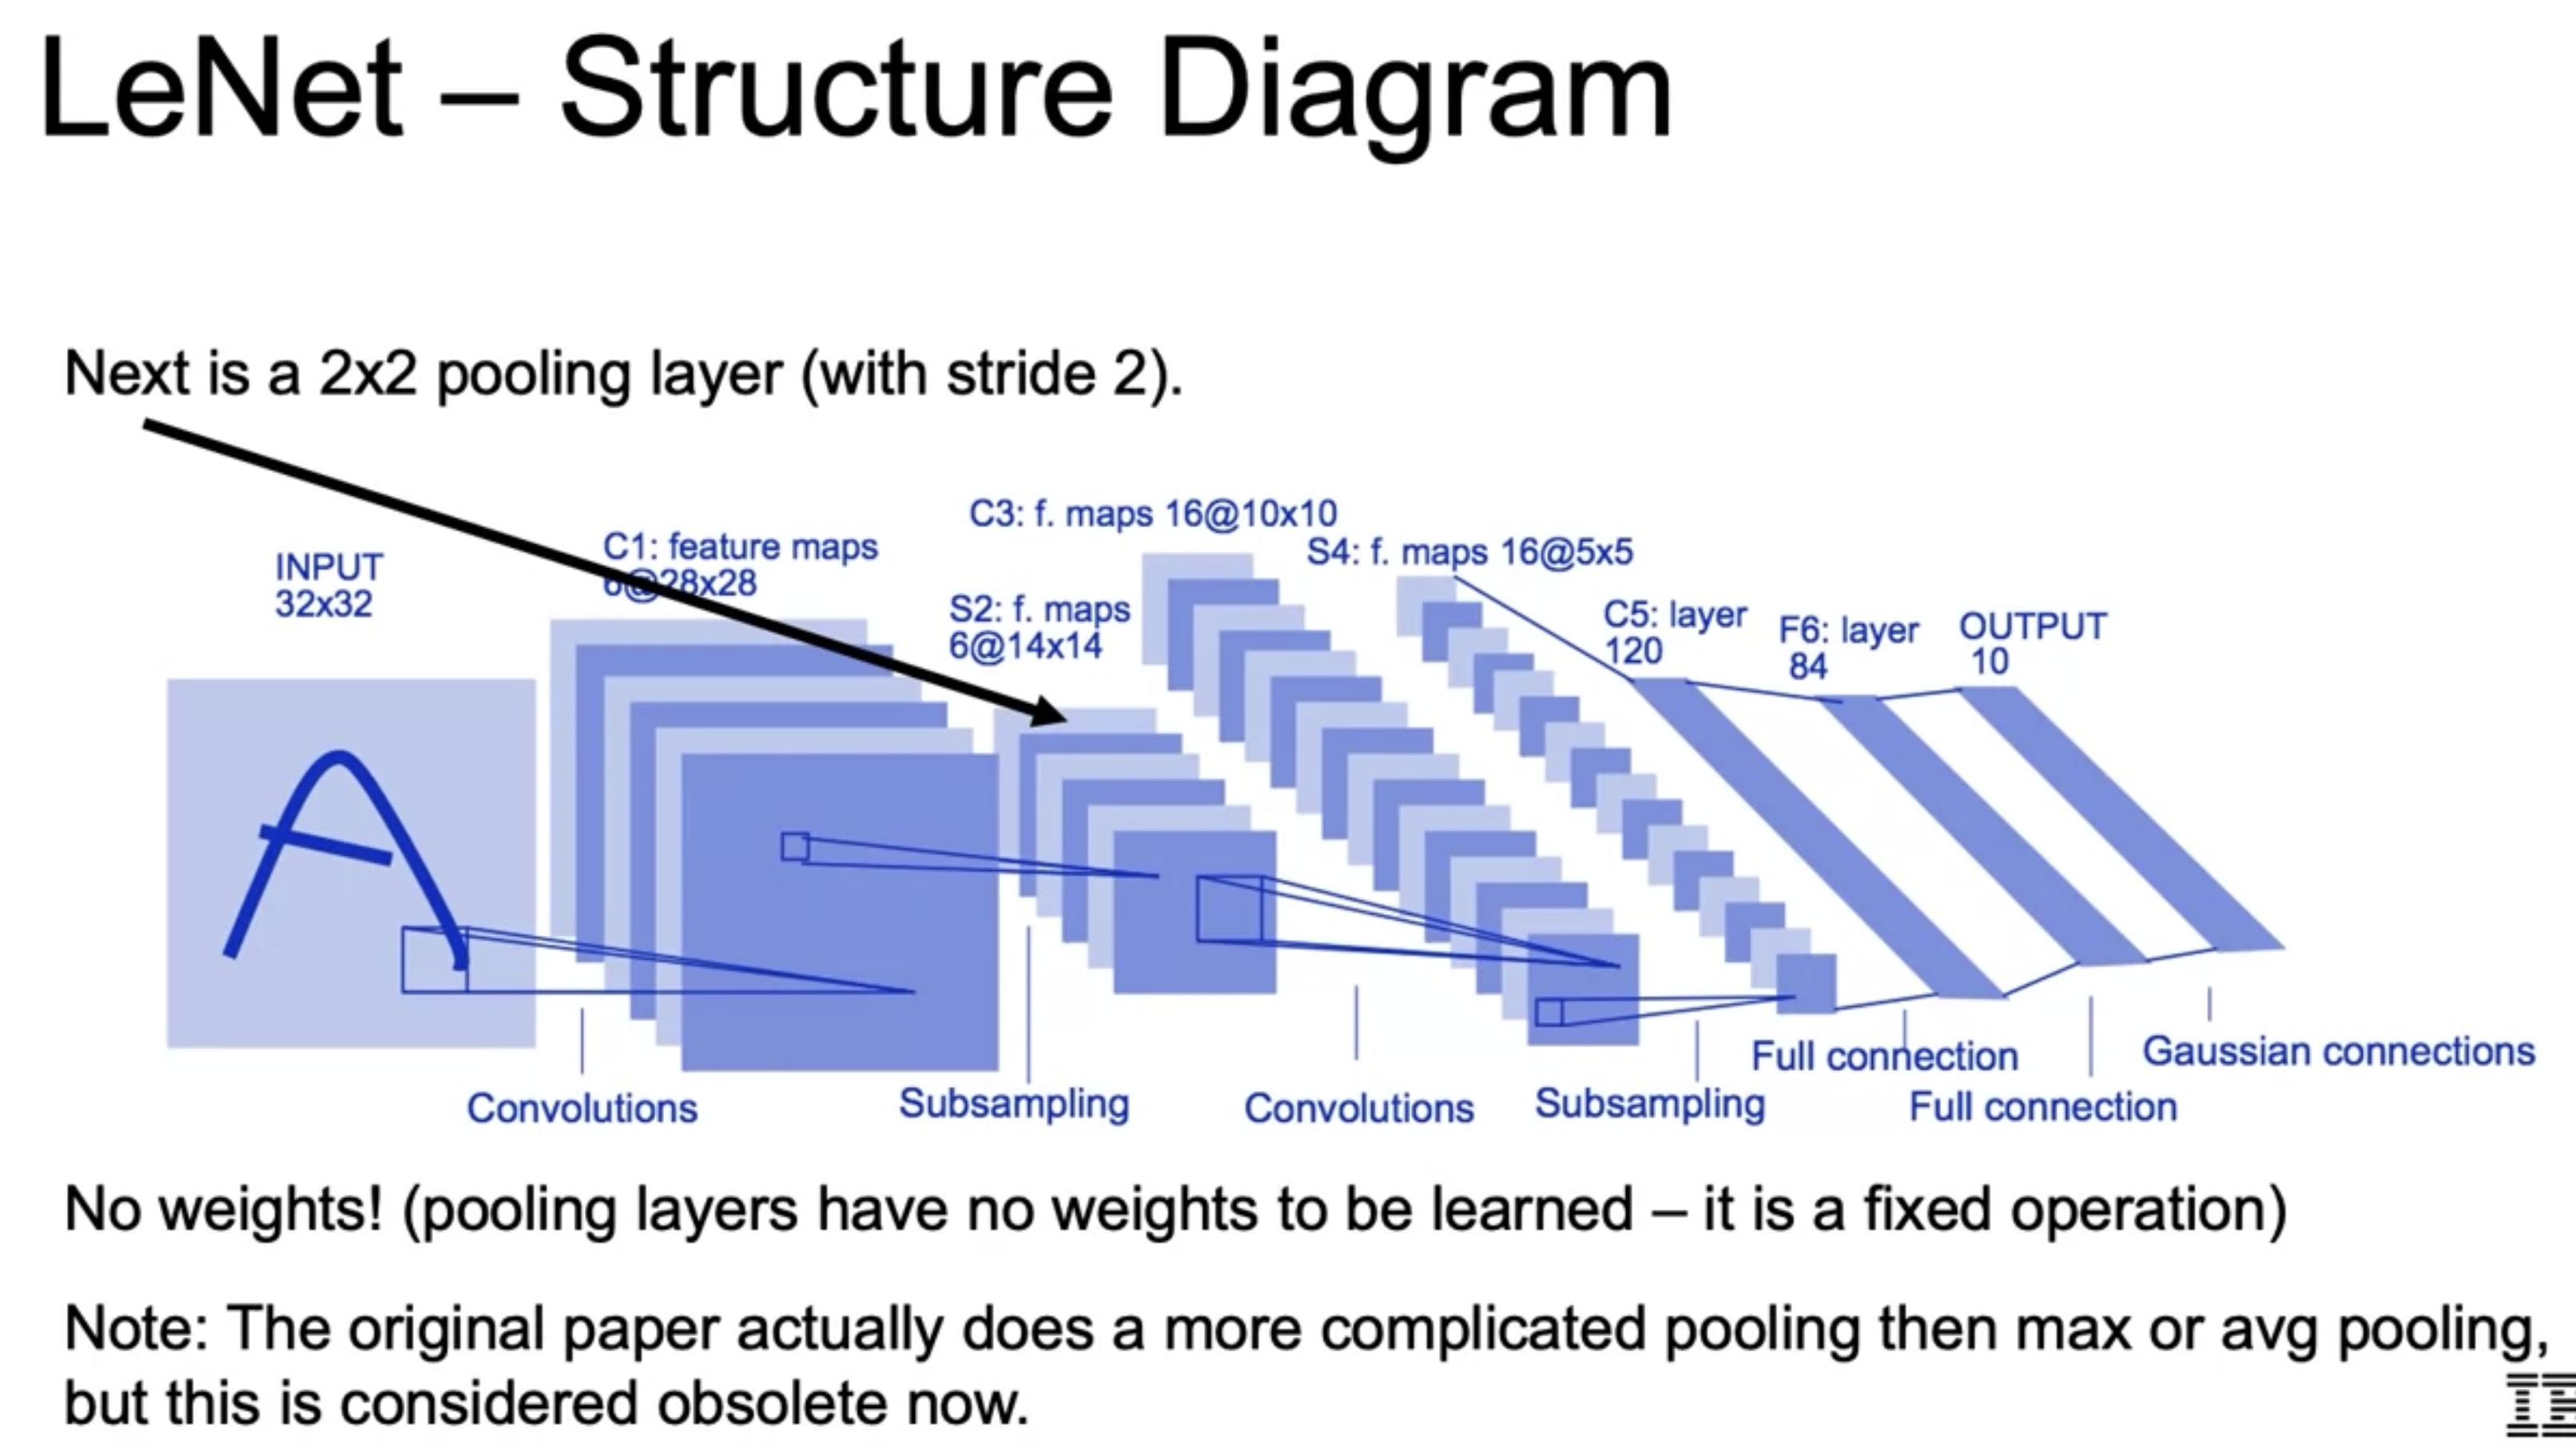 LeNet – Structure Diagram
Next is a 2x2 pooling layer (with stride 2).
INPUT
32x32
C1: feature maps
6@28x28
C3: f. maps 16@10x10
S2: f. maps
6@14x14
S4: f. maps 16@5x5
C5: layer
120
F6: layer
84
OUTPUT
10
Convolutions
Subsampling
Convolutions
Subsampling
Full connection
Full connection
Gaussian connections
No weights! (pooling layers have no weights to be learned – it is a fixed operation)
Note: The original paper actually does a more complicated pooling then max or avg pooling,
but this is considered obsolete now.